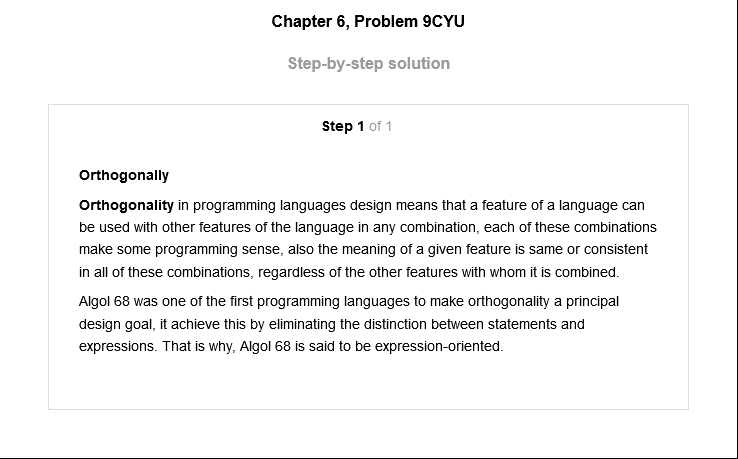 Chapter 6, Problem 9CYU
Step-by-step solution
Step 1 of 1
Orthogonally
Orthogonality in programming languages design means that a feature of a language can
be used with other features of the language in any combination, each of these combinations
make some programming sense, also the meaning of a given feature is same or consistent
in all of these combinations, regardless of the other features with whom it is combined.
Algol 68 was one of the first programming languages to make orthogonality a principal
design goal, it achieve this by eliminating the distinction between statements and
expressions. That is why, Algol 68 is said to be expression-oriented.